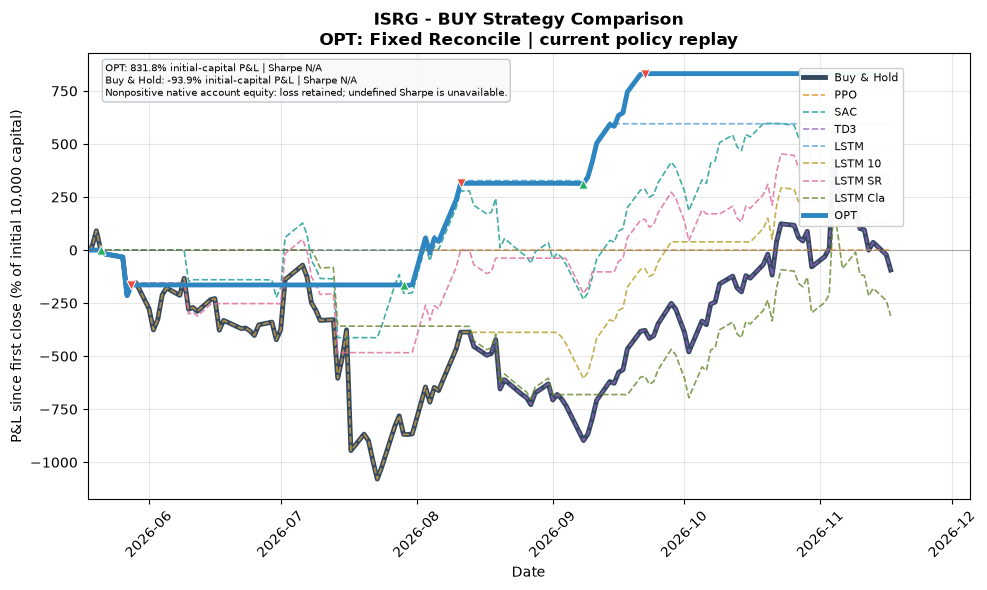 ISRG - BUY Strategy Comparison
OPT: Fixed Reconcile | current policy replay
OPT: 831.8% initial-capital P&L | Sharpe N/A
Buy & Hold: -93.9% initial-capital P&L | Sharpe N/A
Nonpositive native account equity: loss retained; undefined Sharpe is unavailable.
Buy & Hold
PPO
SAC
TD3
LSTM
LSTM 10
LSTM SR
LSTM Cla
OPT
P&L since first close (% of initial 10,000 capital)
750
500
250
0
−250
−500
−750
−1000
2026-06
2026-07
2026-08
2026-09
2026-10
2026-11
2026-12
Date